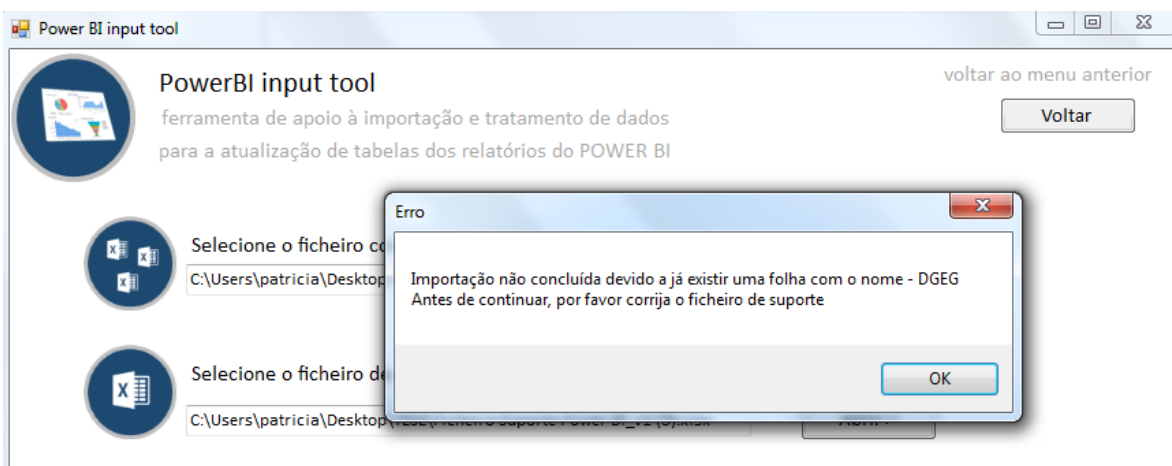 Power BI input tool
PowerBI input tool
voltar ao menu anterior
Voltar
ferramenta de apoio à importação e tratamento de dados
para a atualização de tabelas dos relatórios do POWER BI
Erro
Selecione o ficheiro
C:\Users\patricia\Desktop
Importação não concluída devido a já existir uma folha com o nome - DGEG
Antes de continuar, por favor corrija o ficheiro de suporte
OK
Selecione o ficheiro de
C:\Users\patricia\Desktop